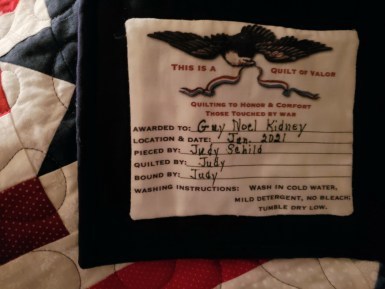 THIS IS A QUILT OF VALOR
QUILTING TO HONOR & COMFORT
THOSE TOUCHED BY WAR
AWARDED TO: Guy Noel Kidney
LOCATION & DATE: Jan. 2021
PIECED BY: Judy Schild
QUILTED BY: Judy
BOUND BY: Judy
WASHING INSTRUCTIONS: WASH IN COLD WATER,
MILD DETERGENT, NO BLEACH;
TUMBLE DRY LOW.